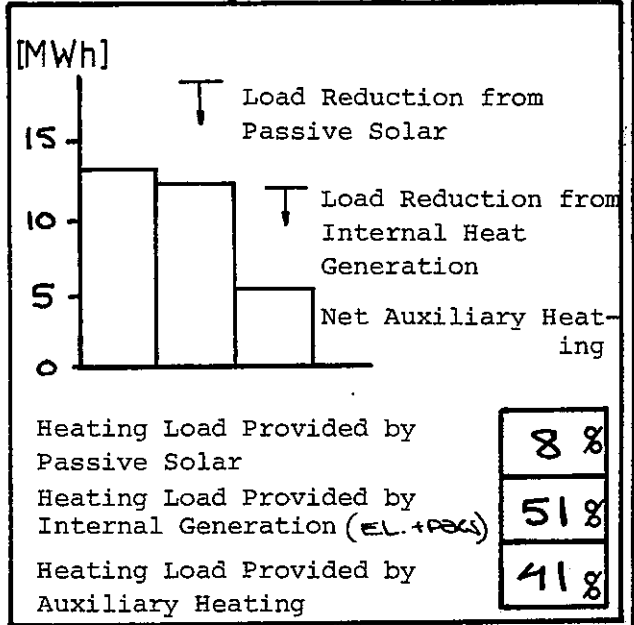 [MWh]
Load Reduction from
Passive Solar
15
Load Reduction from
10
Internal Heat
Generation
5
Net Auxiliary Heat-
ing
0
Heating Load Provided by
Passive Solar
8 %
Heating Load Provided by
Internal Generation (EL.+PERS)
51 %
Heating Load Provided by
Auxiliary Heating
41 %